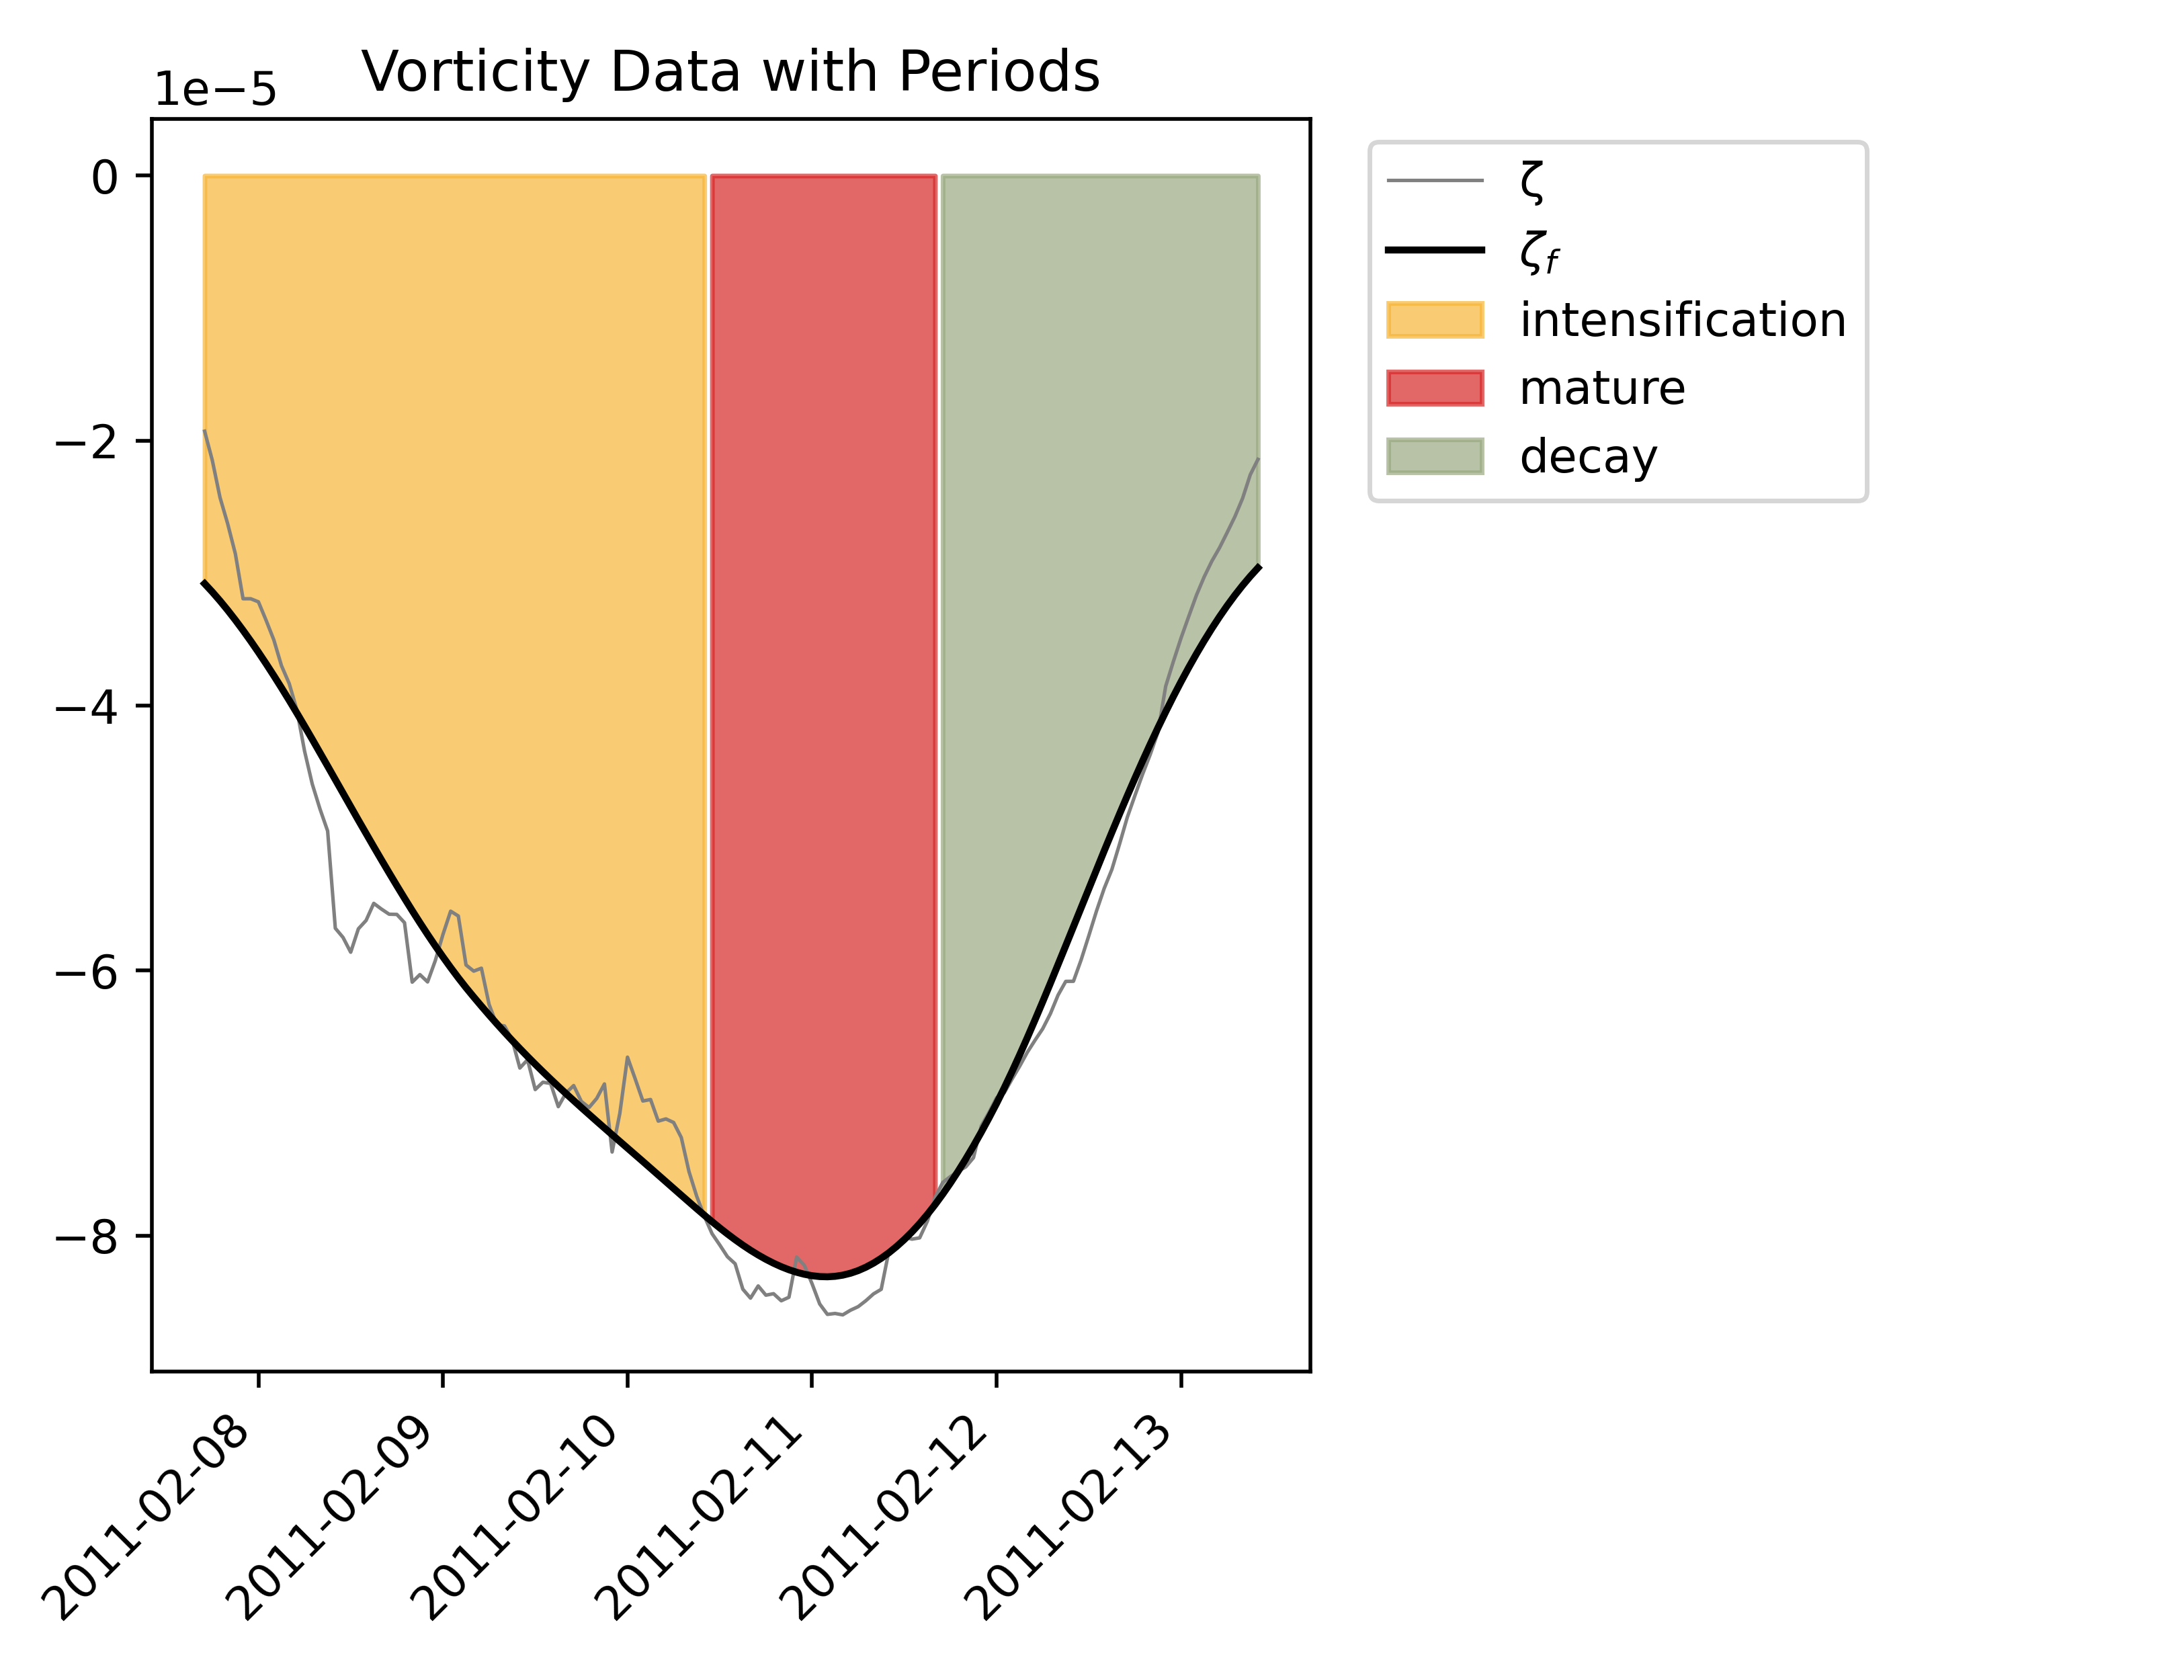 Vorticity Data with Periods
1e−5
0
−2
−4
−6
−8
2011-02-08
2011-02-09
2011-02-10
2011-02-11
2011-02-12
2011-02-13
ζ
ζf
intensification
mature
decay